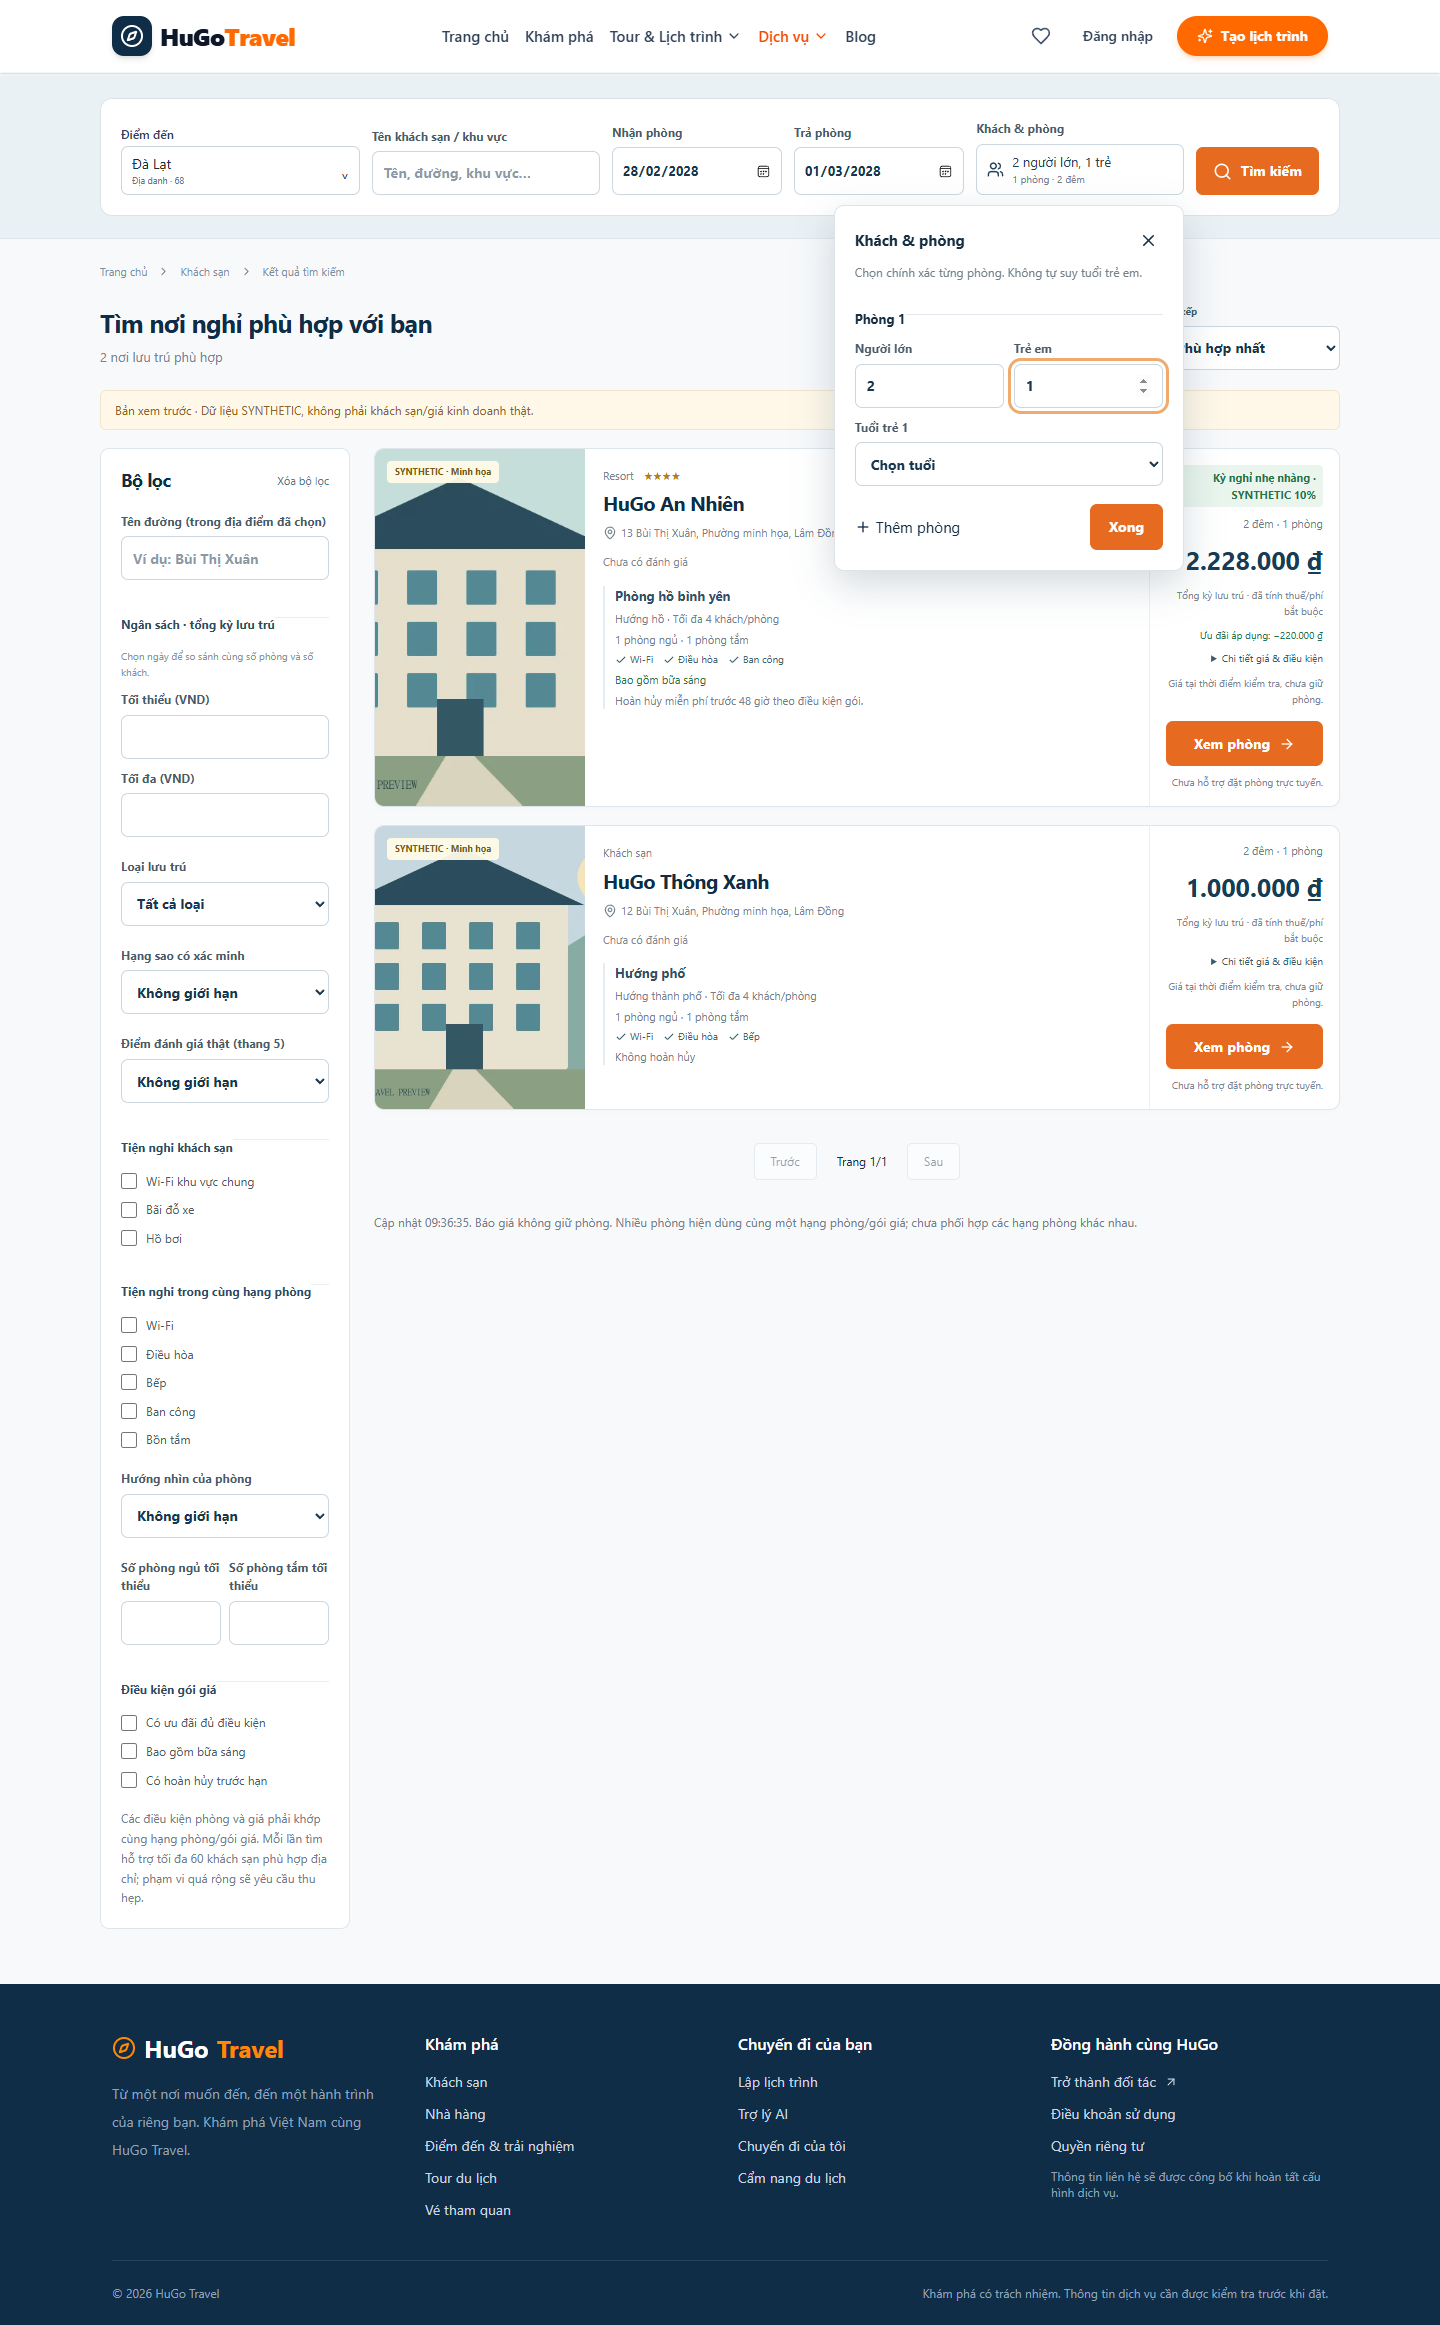 HuGoTravel
Trang chủ
Khám phá
Tour & Lịch trình
Dịch vụ
Blog
Đăng nhập
Tạo lịch trình
Điểm đến
Đà Lạt
Địa danh · 68
v
Tên khách sạn / khu vực
Tên, đường, khu vực...
Nhận phòng
28/02/2028
Trả phòng
01/03/2028
Khách & phòng
2 người lớn, 1 trẻ
1 phòng · 2 đêm
Tìm kiếm
Khách & phòng
Chọn chính xác từng phòng. Không tự suy tuổi trẻ em.
Phòng 1
Người lớn
2
Trẻ em
1
Tuổi trẻ 1
Chọn tuổi
Thêm phòng
Xong
Trang chủ
Khách sạn
Kết quả tìm kiếm
Tìm nơi nghỉ phù hợp với bạn
2 nơi lưu trú phù hợp
xếp
hù hợp nhất
Bản xem trước · Dữ liệu SYNTHETIC, không phải khách sạn/giá kinh doanh thật.
Bộ lọc
Xóa bộ lọc
Tên đường (trong địa điểm đã chọn)
Ví dụ: Bùi Thị Xuân
Ngân sách · tổng kỳ lưu trú
Chọn ngày để so sánh cùng số phòng và số
khách.
Tối thiểu (VND)
Tối đa (VND)
Loại lưu trú
Tất cả loại
Hạng sao có xác minh
Không giới hạn
Điểm đánh giá thật (thang 5)
Không giới hạn
Tiện nghi khách sạn
Wi-Fi khu vực chung
Bãi đỗ xe
Hồ bơi
Tiện nghi trong cùng hạng phòng
Wi-Fi
Điều hòa
Bếp
Ban công
Bồn tắm
Hướng nhìn của phòng
Không giới hạn
Số phòng ngủ tối
thiểu
Số phòng tắm tối
thiểu
Điều kiện gói giá
Có ưu đãi đủ điều kiện
Bao gồm bữa sáng
Có hoàn hủy trước hạn
Các điều kiện phòng và giá phải khớp
cùng hạng phòng/gói giá. Mỗi lần tìm
hỗ trợ tối đa 60 khách sạn phù hợp địa
chỉ; phạm vi quá rộng sẽ yêu cầu thu
hẹp.
SYNTHETIC · Minh họa
PREVIEW
Resort ★★★★
HuGo An Nhiên
13 Bùi Thị Xuân, Phường minh họa, Lâm Đồn
Chưa có đánh giá
Phòng hồ bình yên
Hướng hồ · Tối đa 4 khách/phòng
1 phòng ngủ · 1 phòng tắm
Wi-Fi
Điều hòa
Ban công
Bao gồm bữa sáng
Hoàn hủy miễn phí trước 48 giờ theo điều kiện gói.
Kỳ nghỉ nhẹ nhàng ·
SYNTHETIC 10%
2 đêm · 1 phòng
2.228.000 ₫
Tổng kỳ lưu trú · đã tính thuế/phí
bắt buộc
Ưu đãi áp dụng: −220.000 ₫
Chi tiết giá & điều kiện
Giá tại thời điểm kiểm tra, chưa giữ
phòng.
Xem phòng
Chưa hỗ trợ đặt phòng trực tuyến.
SYNTHETIC · Minh họa
AVEL PREVIEW
Khách sạn
HuGo Thông Xanh
12 Bùi Thị Xuân, Phường minh họa, Lâm Đồng
Chưa có đánh giá
Hướng phố
Hướng thành phố · Tối đa 4 khách/phòng
1 phòng ngủ · 1 phòng tắm
Wi-Fi
Điều hòa
Bếp
Không hoàn hủy
2 đêm · 1 phòng
1.000.000 ₫
Tổng kỳ lưu trú · đã tính thuế/phí
bắt buộc
Chi tiết giá & điều kiện
Giá tại thời điểm kiểm tra, chưa giữ
phòng.
Xem phòng
Chưa hỗ trợ đặt phòng trực tuyến.
Trước
Trang 1/1
Sau
Cập nhật 09:36:35. Báo giá không giữ phòng. Nhiều phòng hiện dùng cùng một hạng phòng/gói giá; chưa phối hợp các hạng phòng khác nhau.
HuGo Travel
Từ một nơi muốn đến, đến một hành trình
của riêng bạn. Khám phá Việt Nam cùng
HuGo Travel.
Khám phá
Khách sạn
Nhà hàng
Điểm đến & trải nghiệm
Tour du lịch
Vé tham quan
Chuyến đi của bạn
Lập lịch trình
Trợ lý AI
Chuyến đi của tôi
Cẩm nang du lịch
Đồng hành cùng HuGo
Trở thành đối tác
Điều khoản sử dụng
Quyền riêng tư
Thông tin liên hệ sẽ được công bố khi hoàn tất cấu
hình dịch vụ.
© 2026 HuGo Travel
Khám phá có trách nhiệm. Thông tin dịch vụ cần được kiểm tra trước khi đặt.